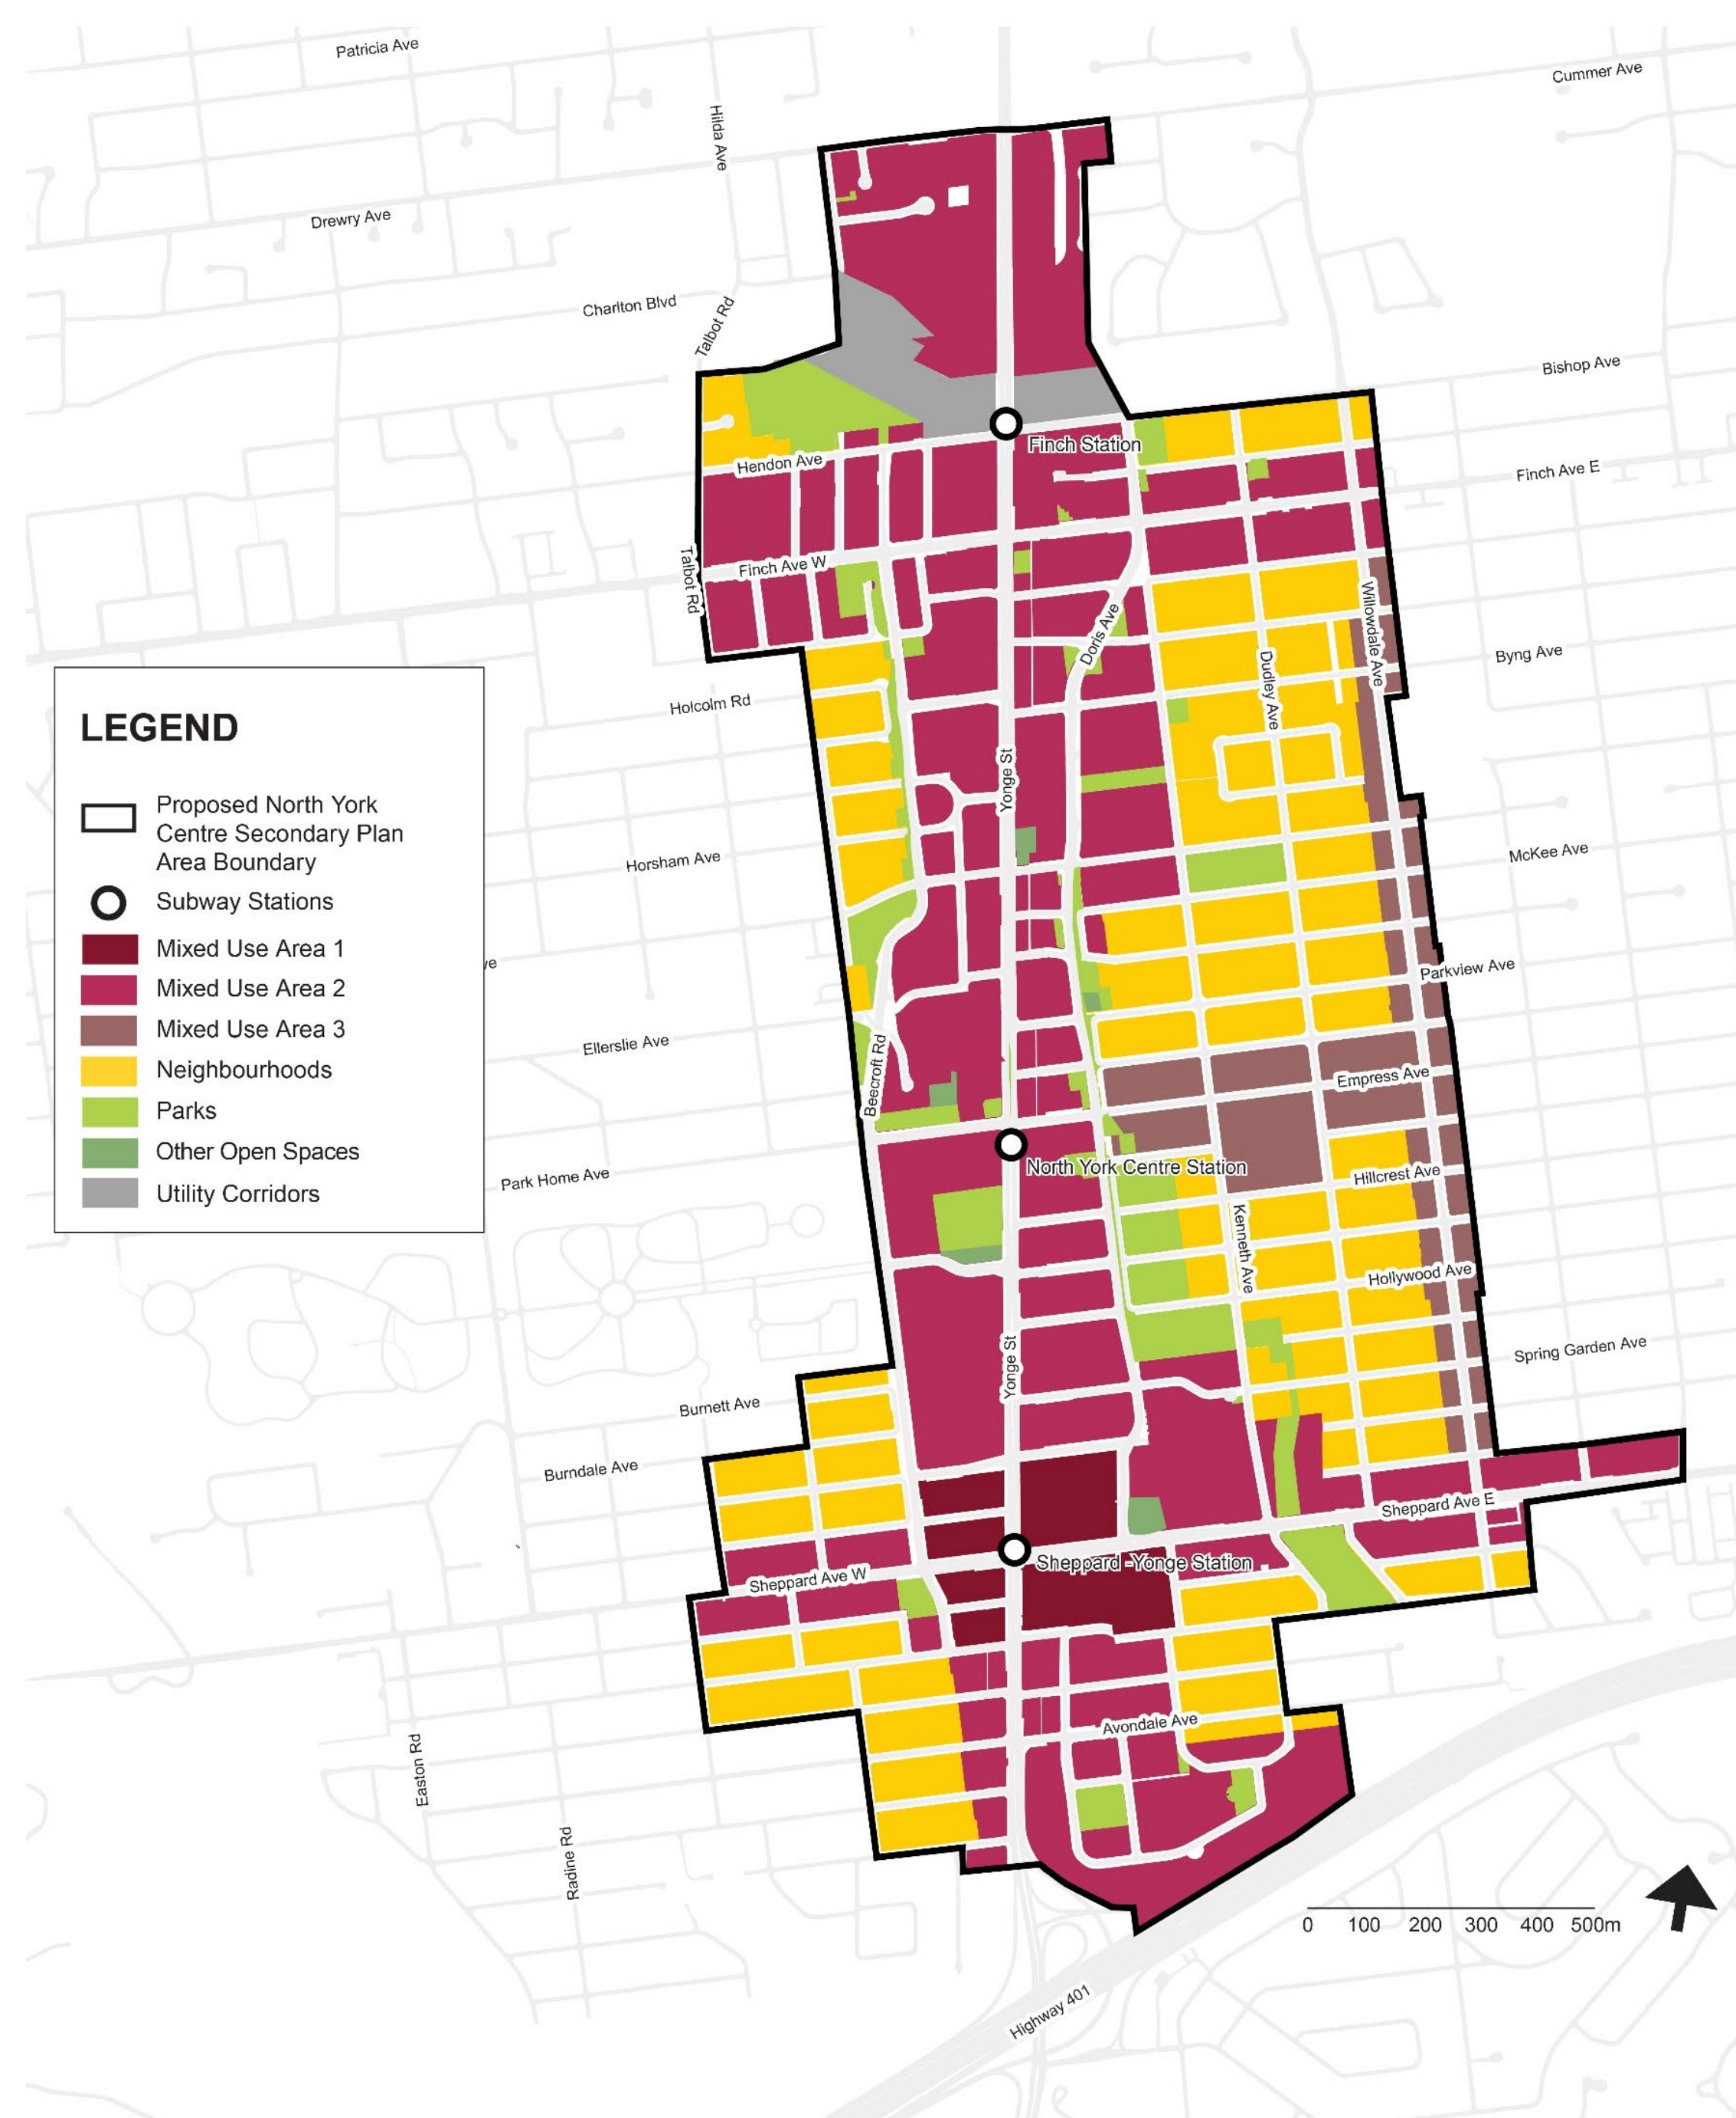 Patricia Ave
Cummer Ave
Hilda Ave
Drewry Ave
Charlton Blvd
Talbot Rd
Bishop Ave
Finch Station
Hendon Ave
Finch Ave E
Finch Ave W
Talbot Rd
Willowdale Ave
Doris Ave
Byng Ave
Dudley Ave
Holcolm Rd
LEGEND
Proposed North York
Centre Secondary Plan
Area Boundary
Subway Stations
Mixed Use Area 1
Mixed Use Area 2
Mixed Use Area 3
Neighbourhoods
Parks
Other Open Spaces
Utility Corridors
Yonge St
Horsham Ave
McKee Ave
ve
Parkview Ave
Ellerslie Ave
Beecroft Rd
Empress Ave
North York Centre Station
Park Home Ave
Hillcrest Ave
Kenneth Ave
Hollywood Ave
Yonge St
Spring Garden Ave
Burnett Ave
Burndale Ave
Sheppard Ave E
Sheppard -Yonge Station
Sheppard Ave W
Avondale Ave
Easton Rd
Radine Rd
0 100 200 300 400 500m
Highway 401